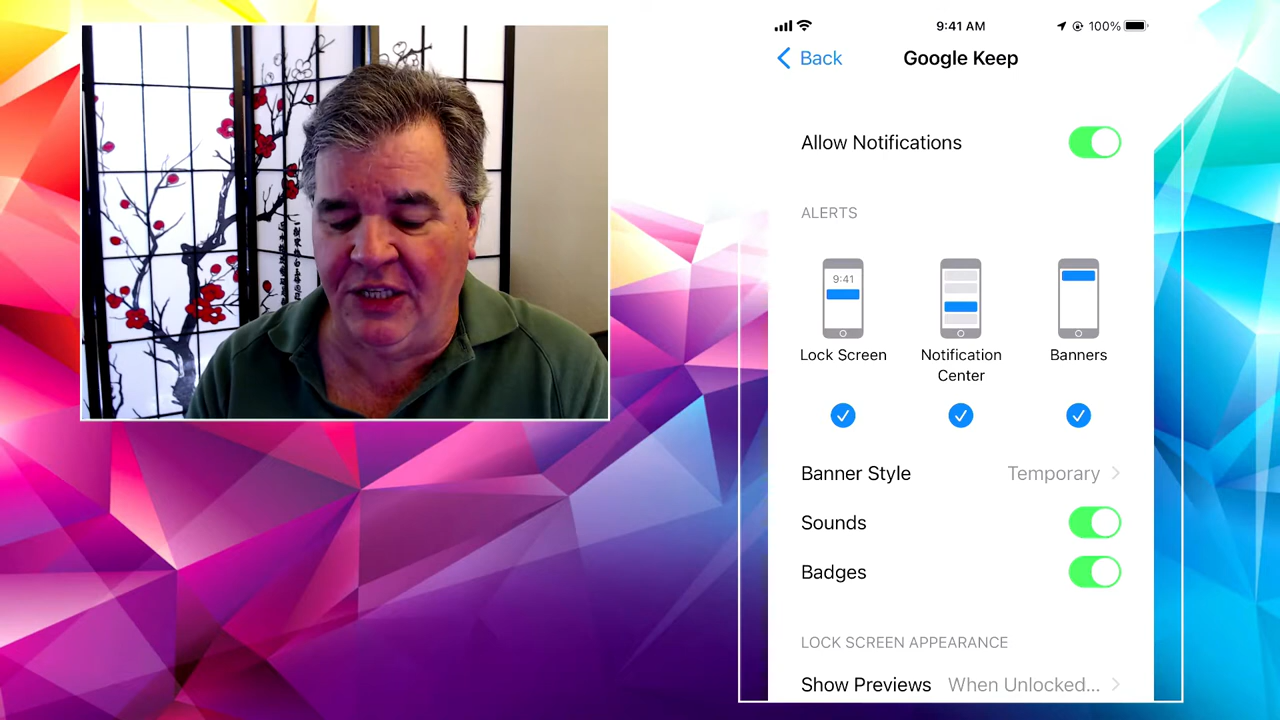 9:41 AM
100%
Back
Google Keep
Allow Notifications
ALERTS
9:41
Lock Screen
Notification
Center
Banners
Banner Style
Temporary
Sounds
Badges
LOCK SCREEN APPEARANCE
Show Previews
When Unlocked...